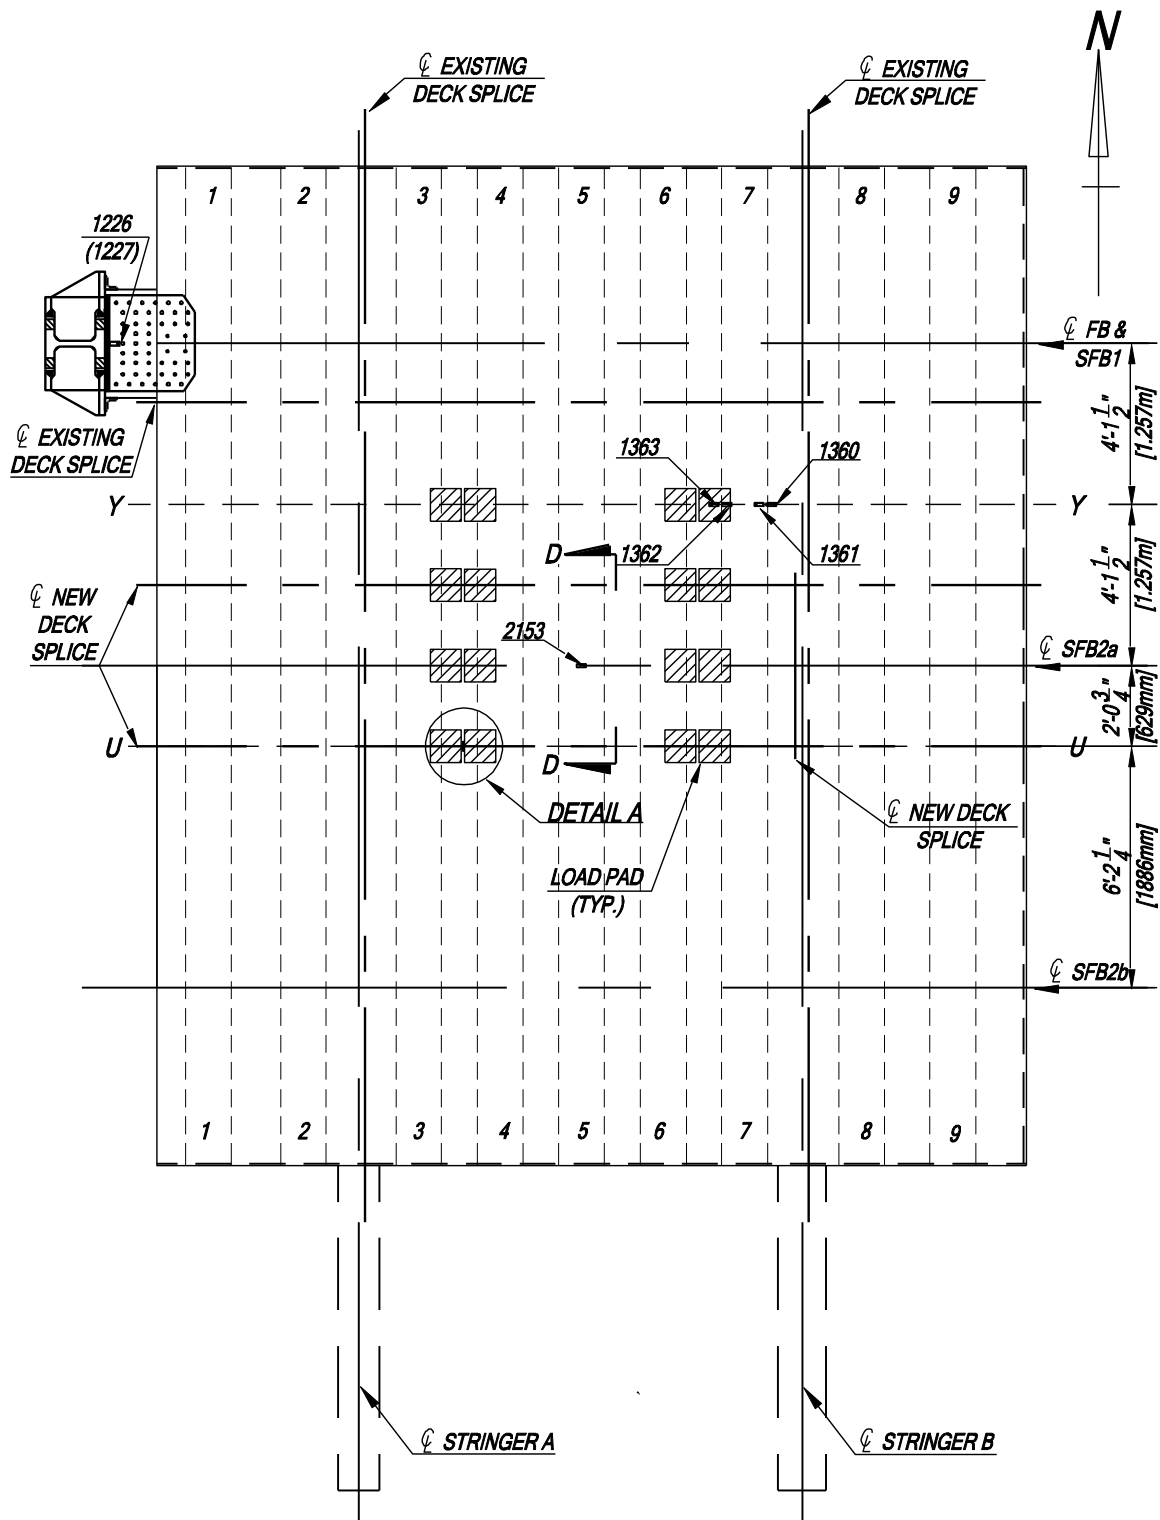 N
℄ EXISTING
DECK SPLICE
℄ EXISTING
DECK SPLICE
1 2 3 4 5 6 7 8 9
1226
(1227)
℄ FB &
SFB1
℄ EXISTING
DECK SPLICE
4'-1 1/2"
[1.257m]
1363
1360
Y
Y
D
1362
1361
4'-1 1/2"
[1.257m]
℄ NEW
DECK
SPLICE
2153
℄ SFB2a
2'-0 3/4"
[629mm]
U
U
D
DETAIL A
℄ NEW DECK
SPLICE
LOAD PAD
(TYP.)
6'-2 1/4"
[1886mm]
℄ SFB2b
1 2 3 4 5 6 7 8 9
℄ STRINGER A
℄ STRINGER B